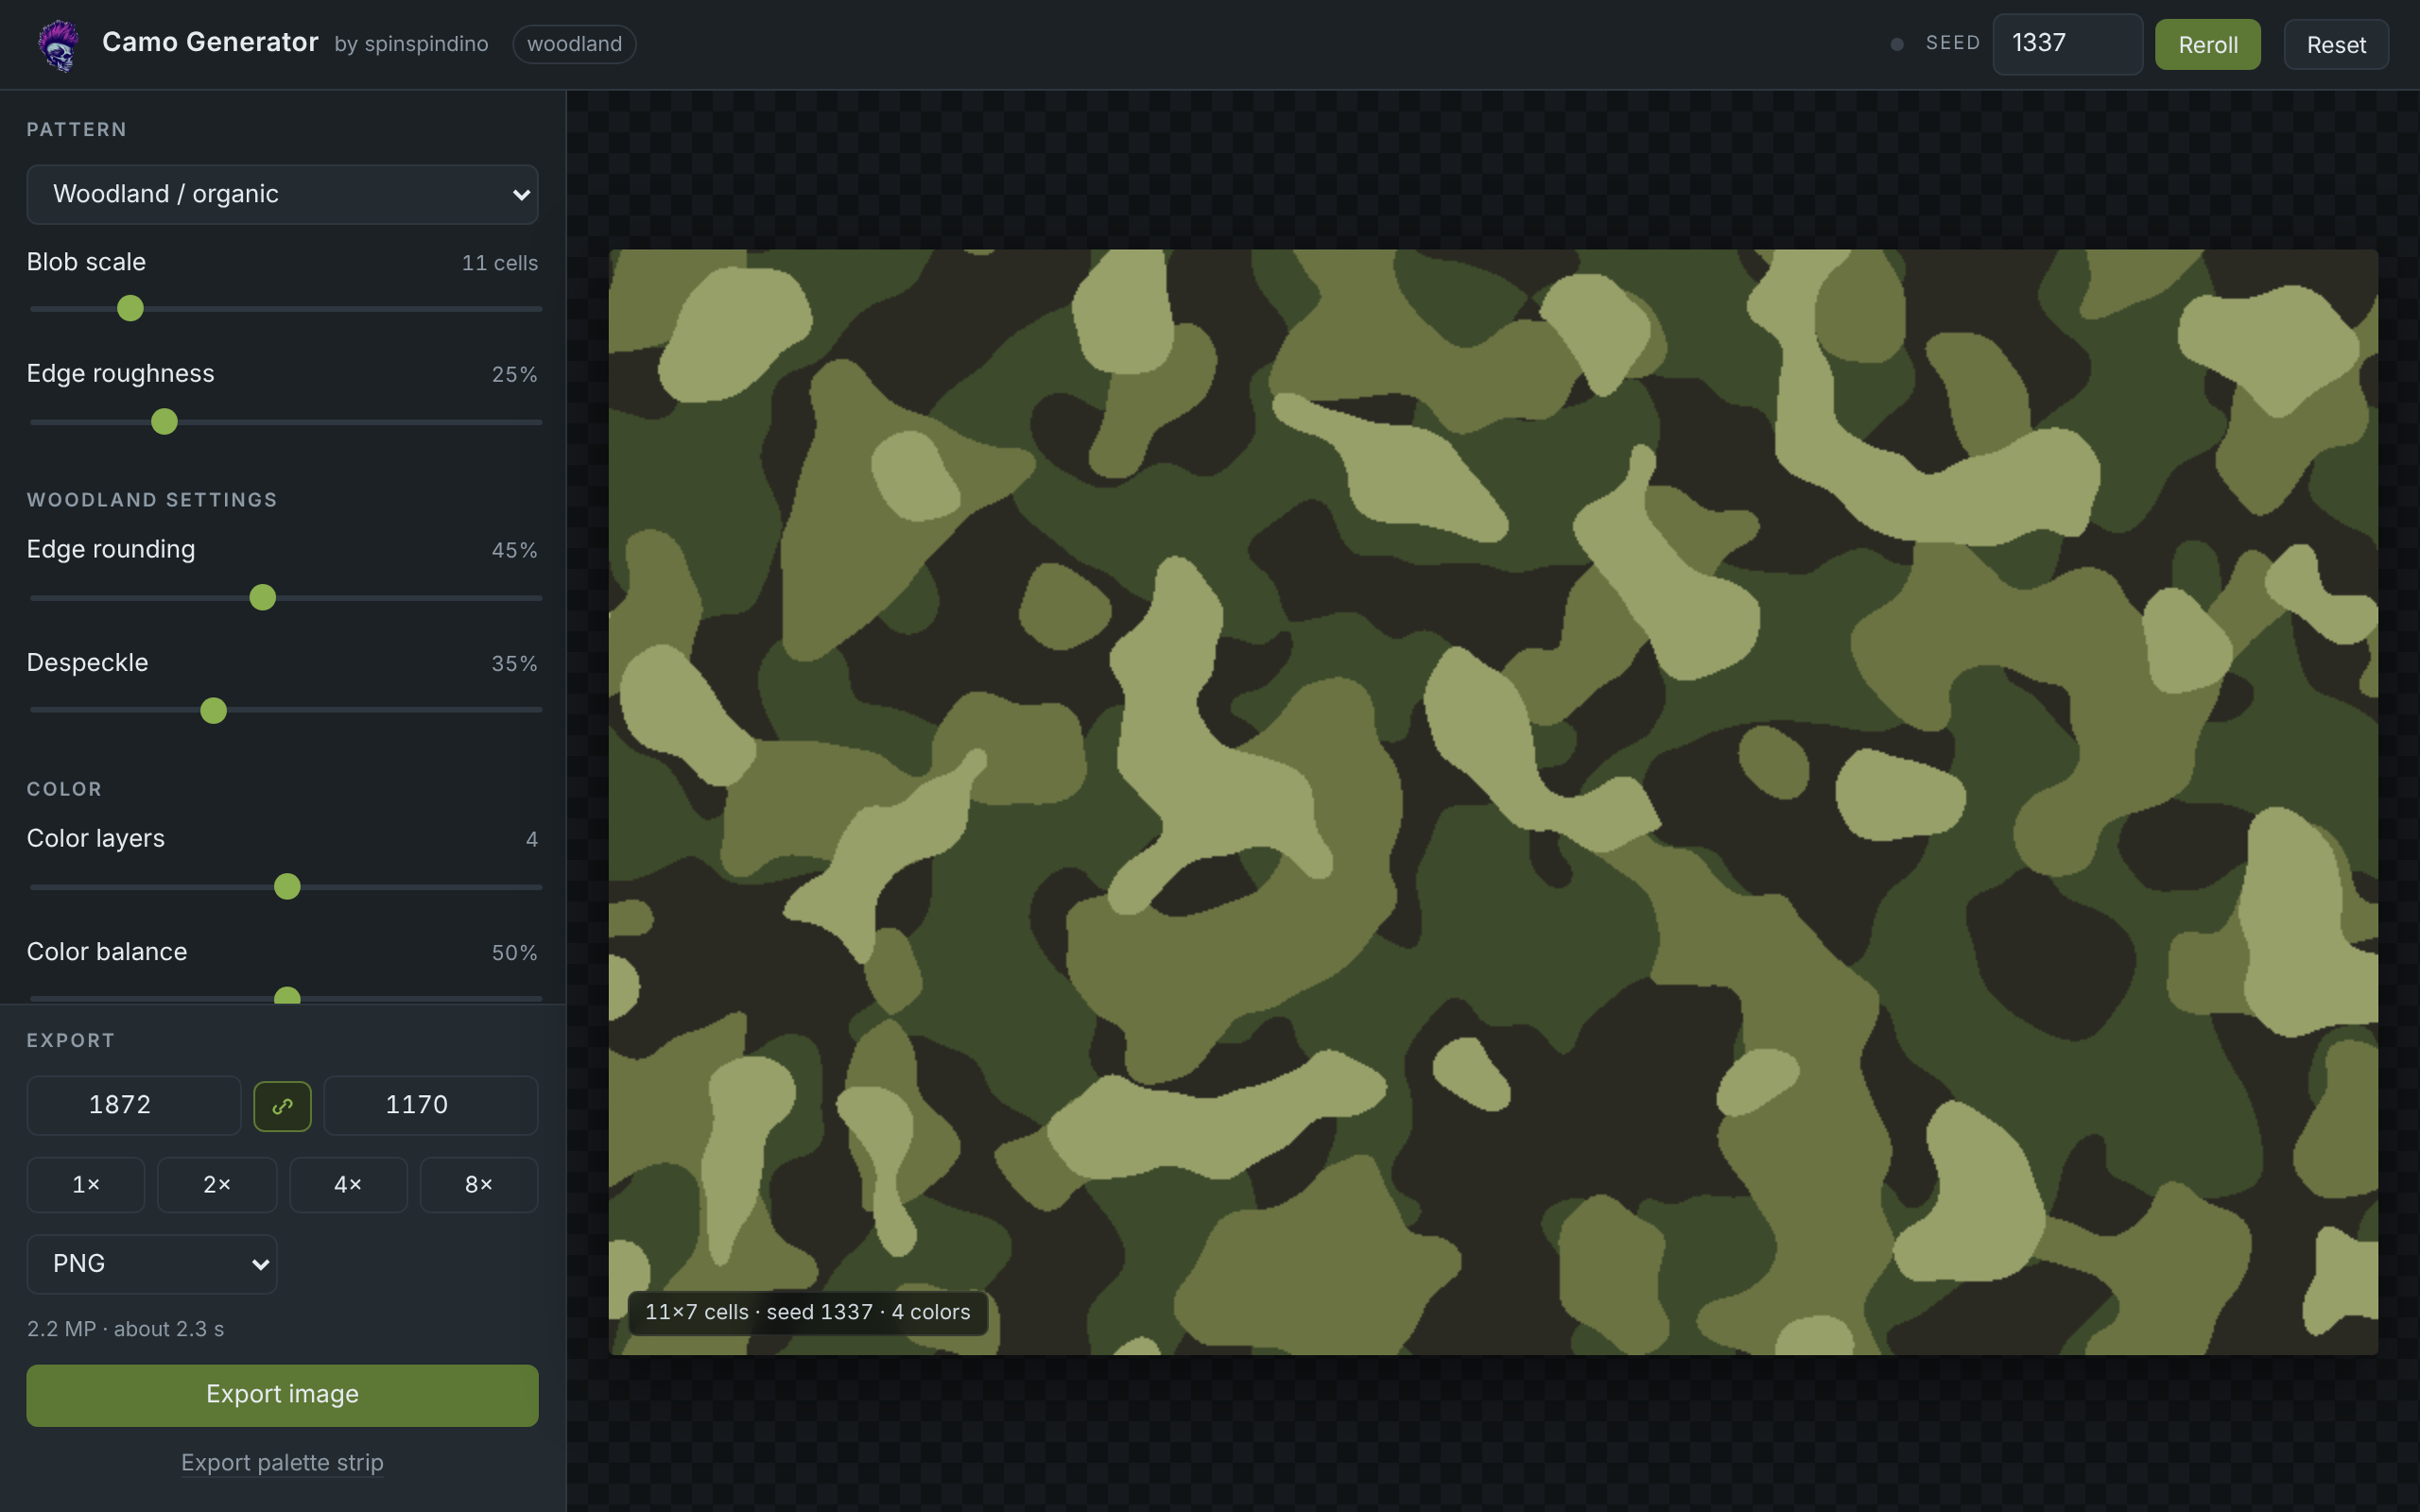 Camo Generator by spinspindino woodland SEED 1337 Reroll Reset
PATTERN
Woodland / organic
Blob scale 11 cells
Edge roughness 25%
WOODLAND SETTINGS
Edge rounding 45%
Despeckle 35%
COLOR
Color layers 4
Color balance 50%
EXPORT
1872 1170
1× 2× 4× 8×
PNG
2.2 MP · about 2.3 s
Export image
Export palette strip
11×7 cells · seed 1337 · 4 colors